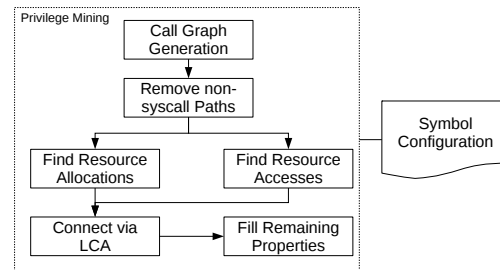 Privilege Mining
Call Graph
Generation
Remove non-
syscall Paths
Find Resource
Allocations
Find Resource
Accesses
Connect via
LCA
Fill Remaining
Properties
Symbol
Configuration